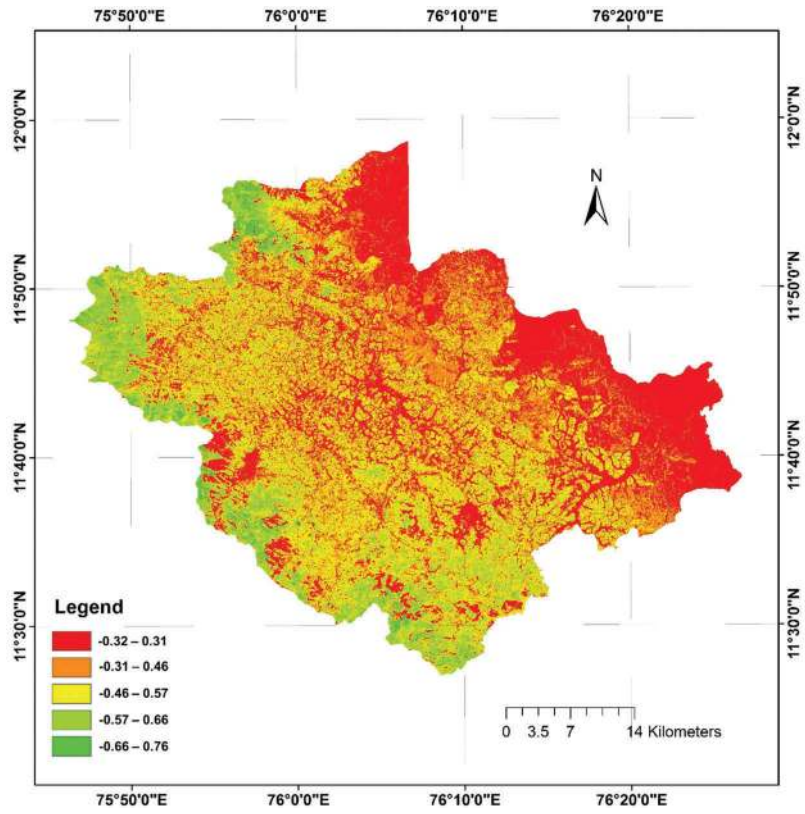 75°50'0"E 76°0'0"E 76°10'0"E 76°20'0"E
12°0'0"N 12°0'0"N
N
11°50'0"N 11°50'0"N
11°40'0"N 11°40'0"N
11°30'0"N 11°30'0"N
Legend
-0.32 – 0.31
-0.31 – 0.46
-0.46 – 0.57
-0.57 – 0.66
-0.66 – 0.76
0 3.5 7 14 Kilometers
75°50'0"E 76°0'0"E 76°10'0"E 76°20'0"E